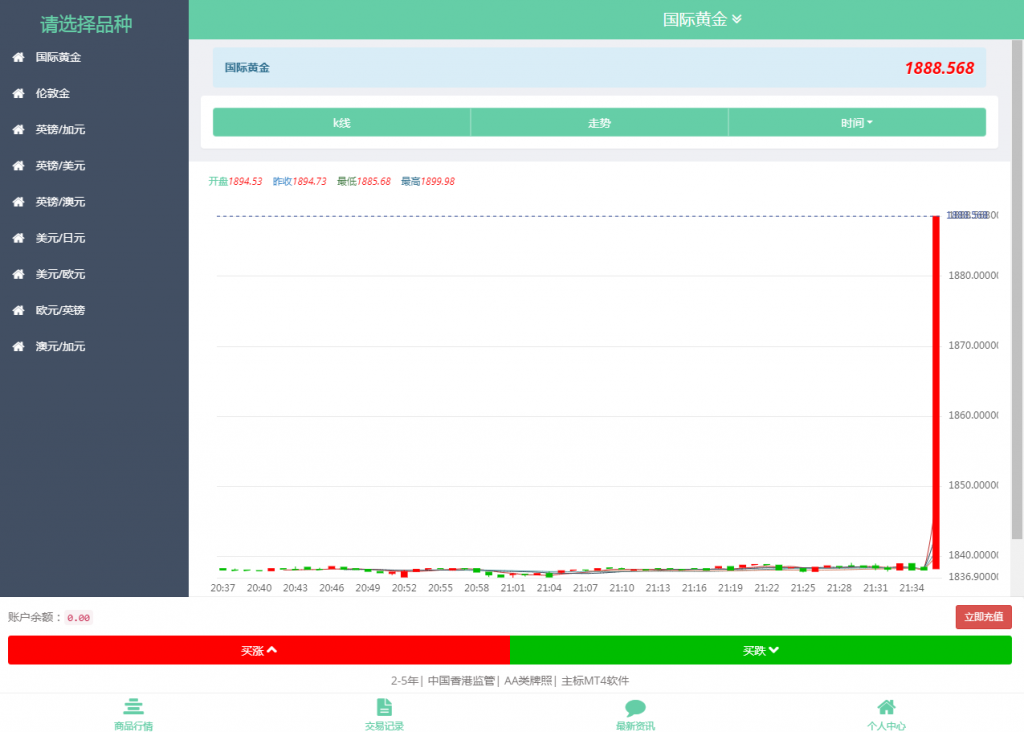 请选择品种
国际黄金
伦敦金
英镑/加元
英镑/美元
英镑/澳元
美元/日元
美元/欧元
欧元/英镑
澳元/加元
国际黄金
国际黄金 1888.568
k线 走势 时间
开盘1894.53 昨收1894.73 最低1885.68 最高1899.98
1880.0000
1870.0000
1860.0000
1850.0000
1840.0000
1836.9000
20:37 20:40 20:43 20:46 20:49 20:52 20:55 20:58 21:01 21:04 21:07 21:10 21:13 21:16 21:19 21:22 21:25 21:28 21:31 21:34
账户余额：0.00 立即充值
买涨 买跌
2-5年| 中国香港监管| AA类牌照| 主标MT4软件
商品行情 交易记录 最新资讯 个人中心